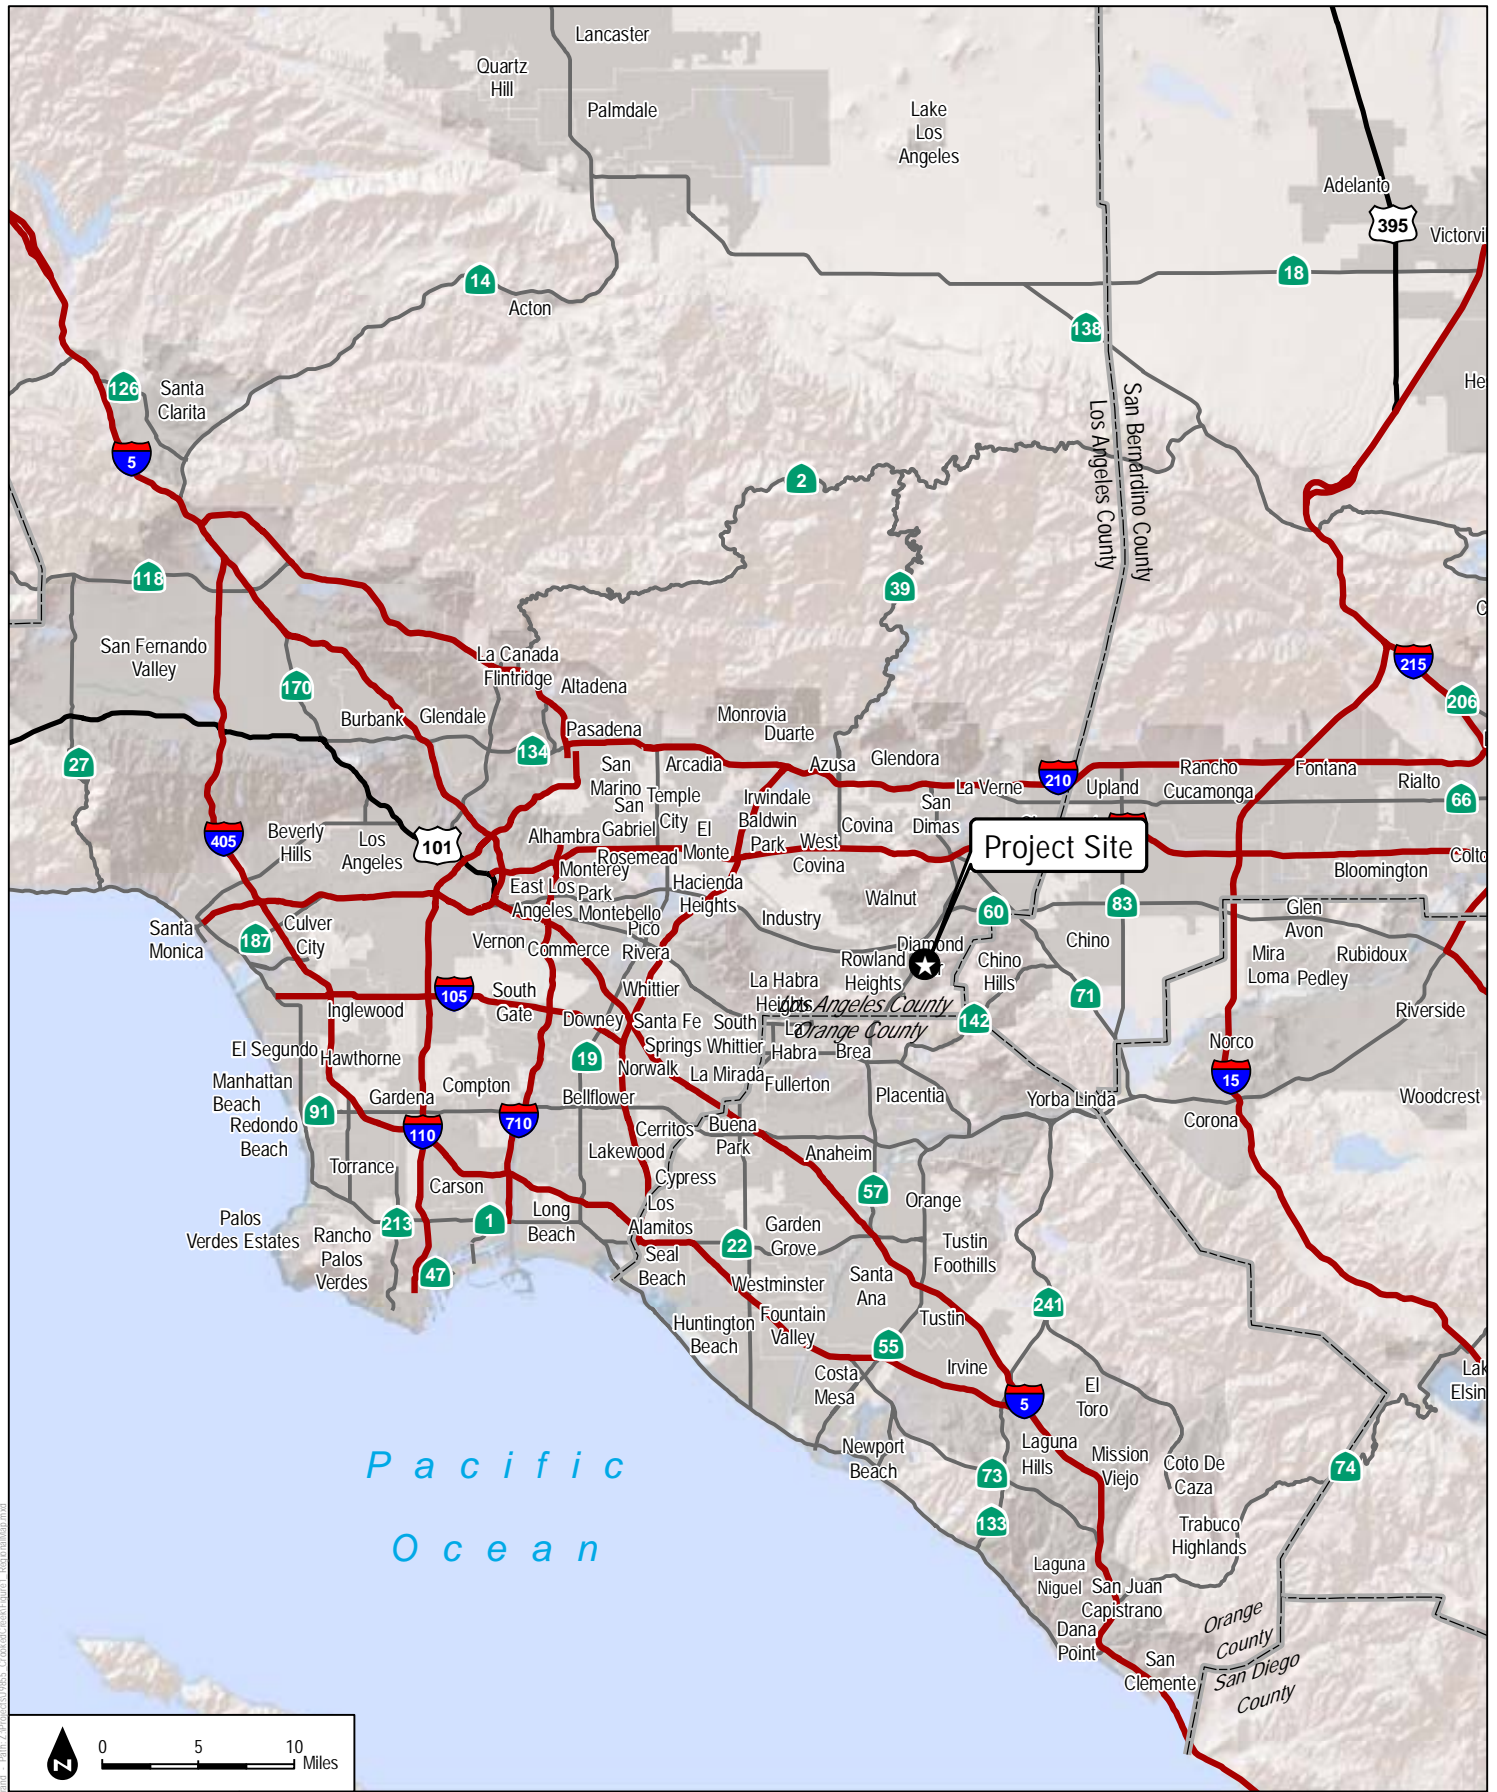 Lancaster
Quartz
Hill
Palmdale
Lake
Los
Angeles
Adelanto
395
Victorvi
14
Acton
18
138
126
Santa
Clarita
He
San Bernardino County
Los Angeles County
5
2
118
39
San Fernando
Valley
La Canada
Flintridge
Altadena
215
206
170
Burbank
Glendale
Monrovia
Duarte
Pasadena
134
27
San
Marino
Arcadia
Azusa
Glendora
La Verne
210
Upland
Rancho
Cucamonga
Fontana
Rialto
66
San
Gabriel
Temple
City
Irwindale
Baldwin
Park
Covina
San
Dimas
405
Beverly
Hills
Los
Angeles
101
Alhambra
Rosemead
El
Monte
West
Covina
Project Site
Bloomington
Colto
Monterey
Park
East Los
Angeles
Hacienda
Heights
Walnut
Industry
60
83
Glen
Avon
Montebello
Pico
Rivera
Santa
Monica
187
Culver
City
Vernon
Commerce
Chino
Mira
Loma
Pedley
Rubidoux
Diamond
Rowland
Heights
Chino
Hills
Whittier
La Habra
Heights
Los Angeles County
Orange County
71
142
Riverside
105
South
Gate
Inglewood
Downey
Santa Fe
Springs
South
Whittier
La
Habra
Brea
Norco
15
El Segundo
Hawthorne
19
Norwalk
La Mirada
Fullerton
Placentia
Yorba Linda
Corona
Woodcrest
Manhattan
Beach
Redondo
Beach
91
Gardena
Compton
Bellflower
110
710
Cerritos
Lakewood
Buena
Park
Anaheim
Torrance
Carson
Cypress
57
Orange
Los
Alamitos
Palos
Verdes Estates
Rancho
Palos
Verdes
213
1
Long
Beach
22
Garden
Grove
Tustin
Foothills
47
Seal
Beach
Westminster
Santa
Ana
241
Huntington
Beach
Fountain
Valley
Tustin
55
Irvine
Costa
Mesa
Lak
Elsin
5
El
Toro
Newport
Beach
Laguna
Hills
Mission
Viejo
Coto De
Caza
74
73
133
Trabuco
Highlands
Pacific
Ocean
Laguna
Niguel
San Juan
Capistrano
Dana
Point
Orange
County
San
Clemente
San Diego
County
N
0 5 10
Miles